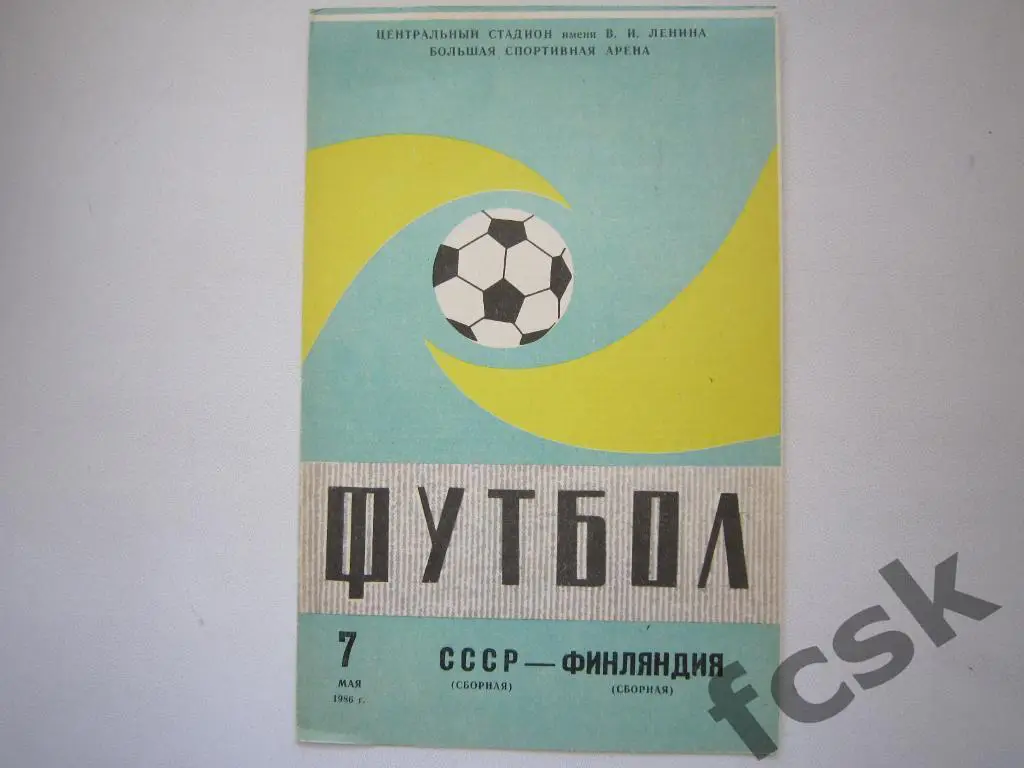 ЦЕНТРАЛЬНЫЙ СТАДИОН имени В. И. ЛЕНИНА
БОЛЬШАЯ СПОРТИВНАЯ АРЕНА
ФУТБОЛ
7
МАЯ
1986 г.
СССР — ФИНЛЯНДИЯ
(СБОРНАЯ) (СБОРНАЯ)
fcsk